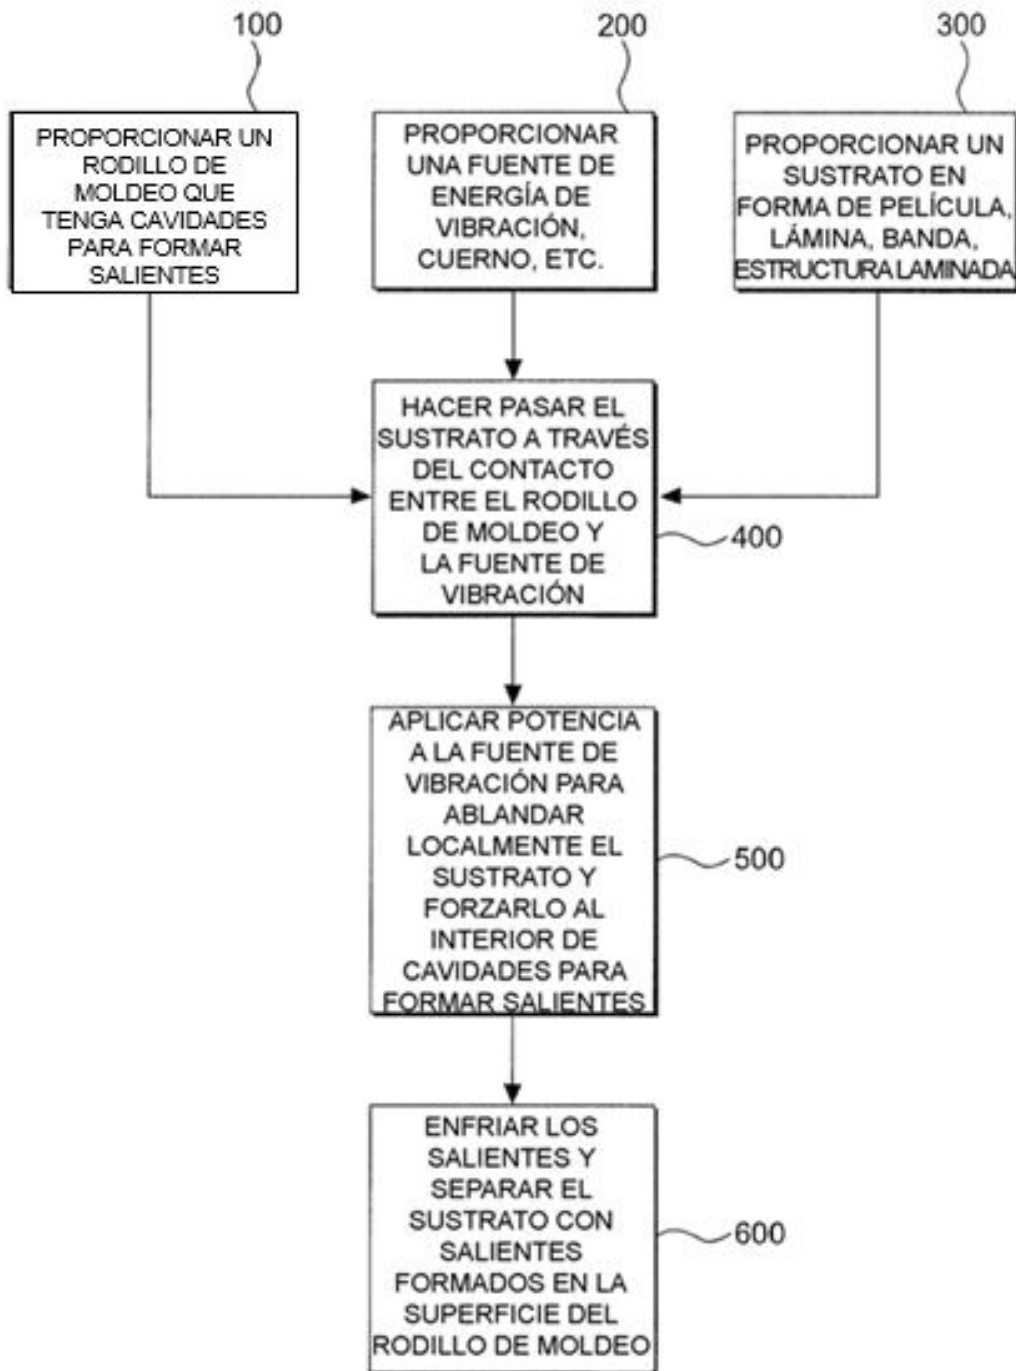 100
PROPORCIONAR UN
RODILLO DE
MOLDEO QUE
TENGA CAVIDADES
PARA FORMAR
SALIENTES
200
PROPORCIONAR
UNA FUENTE DE
ENERGÍA DE
VIBRACIÓN,
CUERNO, ETC.
300
PROPORCIONAR UN
SUSTRATO EN
FORMA DE PELÍCULA,
LÁMINA, BANDA,
ESTRUCTURA LAMINADA
HACER PASAR EL
SUSTRATO A TRAVÉS
DEL CONTACTO
ENTRE EL RODILLO
DE MOLDEO Y
LA FUENTE DE
VIBRACIÓN
400
APLICAR POTENCIA
A LA FUENTE DE
VIBRACIÓN PARA
ABLANDAR
LOCALMENTE EL
SUSTRATO Y
FORZARLO AL
INTERIOR DE
CAVIDADES PARA
FORMAR SALIENTES
500
ENFRIAR LOS
SALIENTES Y
SEPARAR EL
SUSTRATO CON
SALIENTES
FORMADOS EN LA
SUPERFICIE DEL
RODILLO DE MOLDEO
600